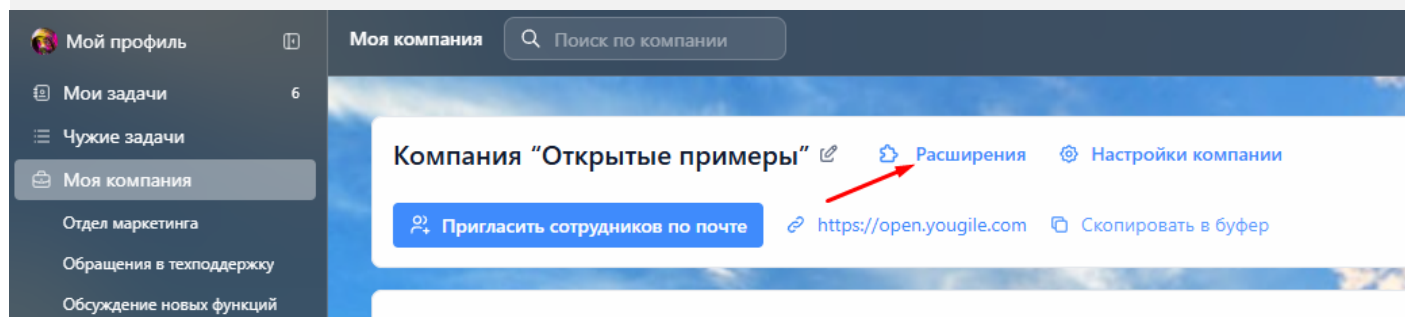 Мой профиль
Моя компания
Поиск по компании
Мои задачи 6
Чужие задачи
Моя компания
Отдел маркетинга
Обращения в техподдержку
Обсуждение новых функций
Компания “Открытые примеры”
Расширения
Настройки компании
Пригласить сотрудников по почте
https://open.yougile.com
Скопировать в буфер